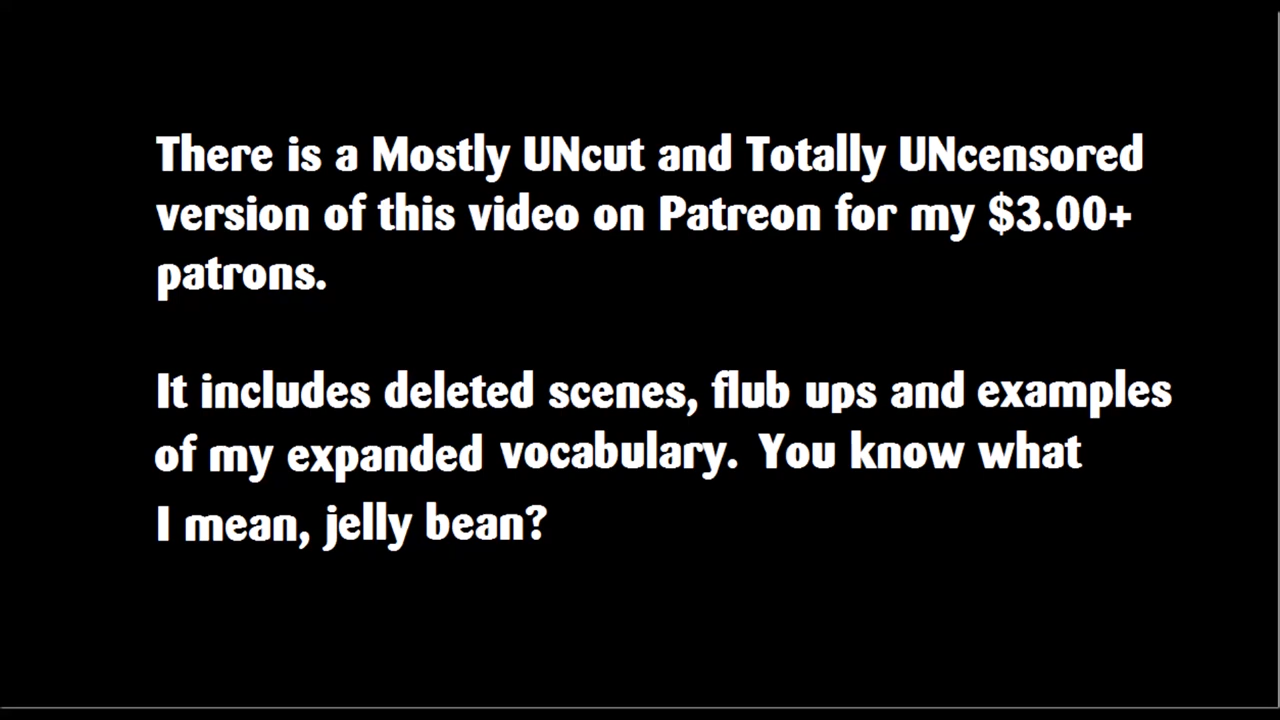 There is a Mostly UNcut and Totally UNcensored
version of this video on Patreon for my $3.00+
patrons.
It includes deleted scenes, flub ups and examples
of my expanded vocabulary. You know what
I mean, jelly bean?